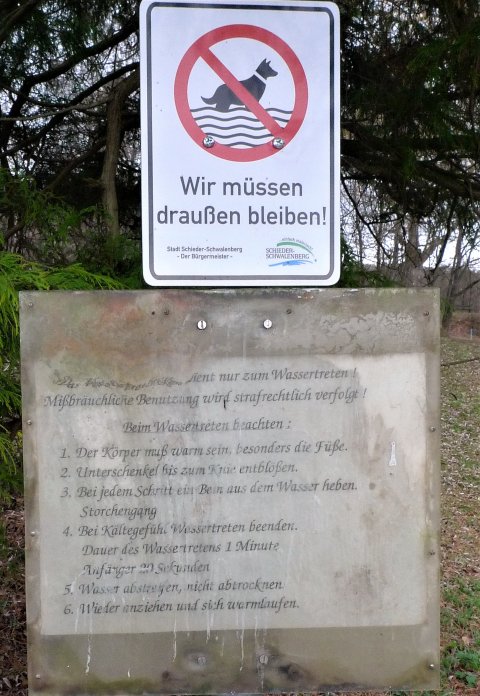 Wir müssen
draußen bleiben!
Stadt Schieder-Schwalenberg
- Der Bürgermeister -
SCHIEDER-
SCHWALENBERG
dient nur zum Wassertreten !
Mißbräuchliche Benutzung wird strafrechtlich verfolgt !
Beim Wassertreten beachten :
1. Der Körper muß warm sein, besonders die Füße.
2. Unterschenkel bis zum Knie entblößen.
3. Bei jedem Schritt ein Bein aus dem Wasser heben.
Storchengang
4. Bei Kältegefühl Wassertreten beenden.
Dauer des Wassertretens 1 Minute
Anfänger 20 Sekunden
5. Wasser abstreifen, nicht abtrocknen
6. Wieder anziehen und sich warmlaufen.